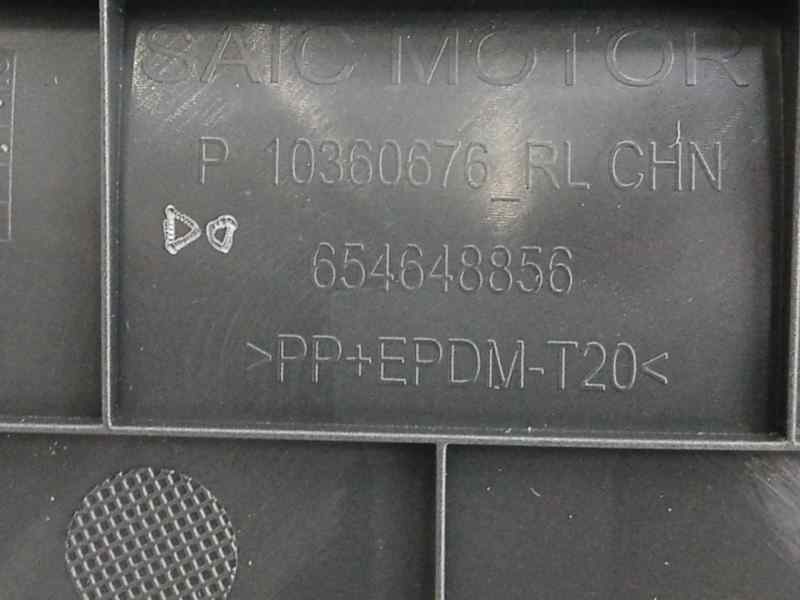 SAIC MOTOR
P 10360676_RL CHN
654648856
>PP+EPDM-T20<